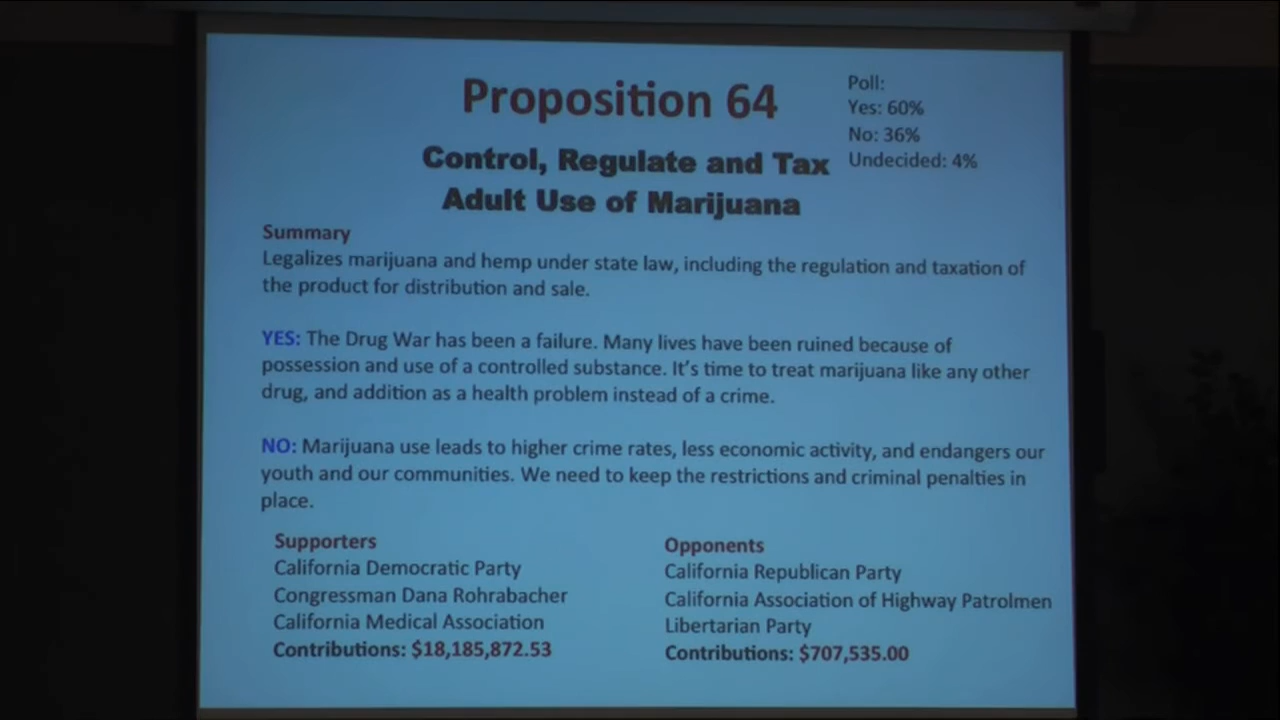 Proposition 64
Poll:
Yes: 60%
No: 36%
Undecided: 4%
Control, Regulate and Tax
Adult Use of Marijuana
Summary
Legalizes marijuana and hemp under state law, including the regulation and taxation of
the product for distribution and sale.
YES: The Drug War has been a failure. Many lives have been ruined because of
possession and use of a controlled substance. It's time to treat marijuana like any other
drug, and addition as a health problem instead of a crime.
NO: Marijuana use leads to higher crime rates, less economic activity, and endangers our
youth and our communities. We need to keep the restrictions and criminal penalties in
place.
Supporters
California Democratic Party
Congressman Dana Rohrabacher
California Medical Association
Contributions: $18,185,872.53
Opponents
California Republican Party
California Association of Highway Patrolmen
Libertarian Party
Contributions: $707,535.00